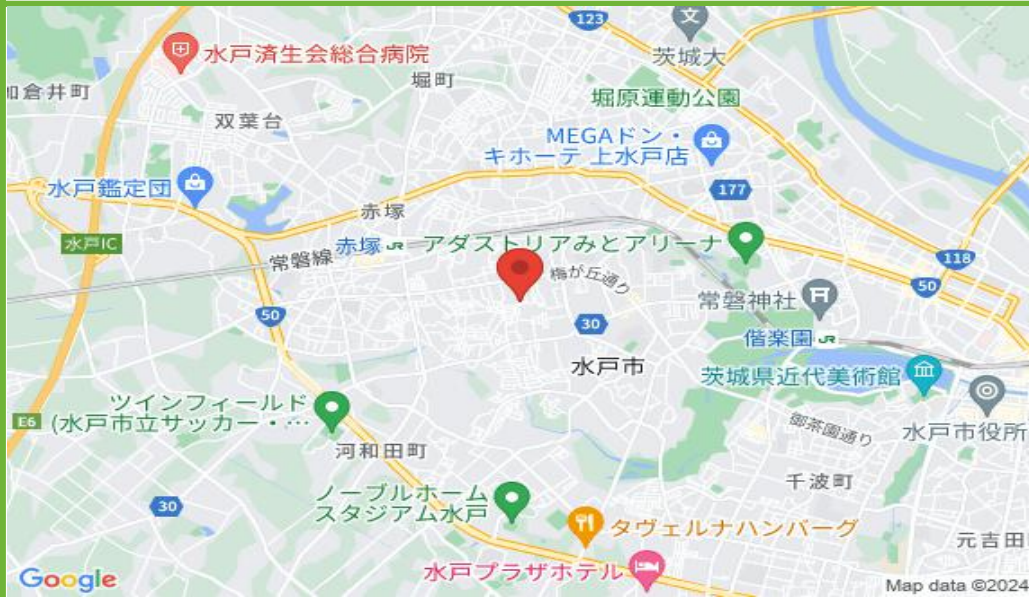 123
文
茨城大
水戸済生会総合病院
堀町
加倉井町
堀原運動公園
双葉台
MEGAドン・
キホーテ 上水戸店
水戸鑑定団
177
赤塚
水戸IC
赤塚 JR
アダストリアみとアリーナ
常磐線
118
梅が丘通り
50
常磐神社
50
30
偕楽園 JR
水戸市
茨城県近代美術館
ツインフィールド
(水戸市立サッカー・…
E6
御茶園通り
水戸市役所
河和田町
千波町
ノーブルホーム
スタジアム水戸
30
タヴェルナハンバーグ
元吉田
水戸プラザホテル
Google
Map data ©2024